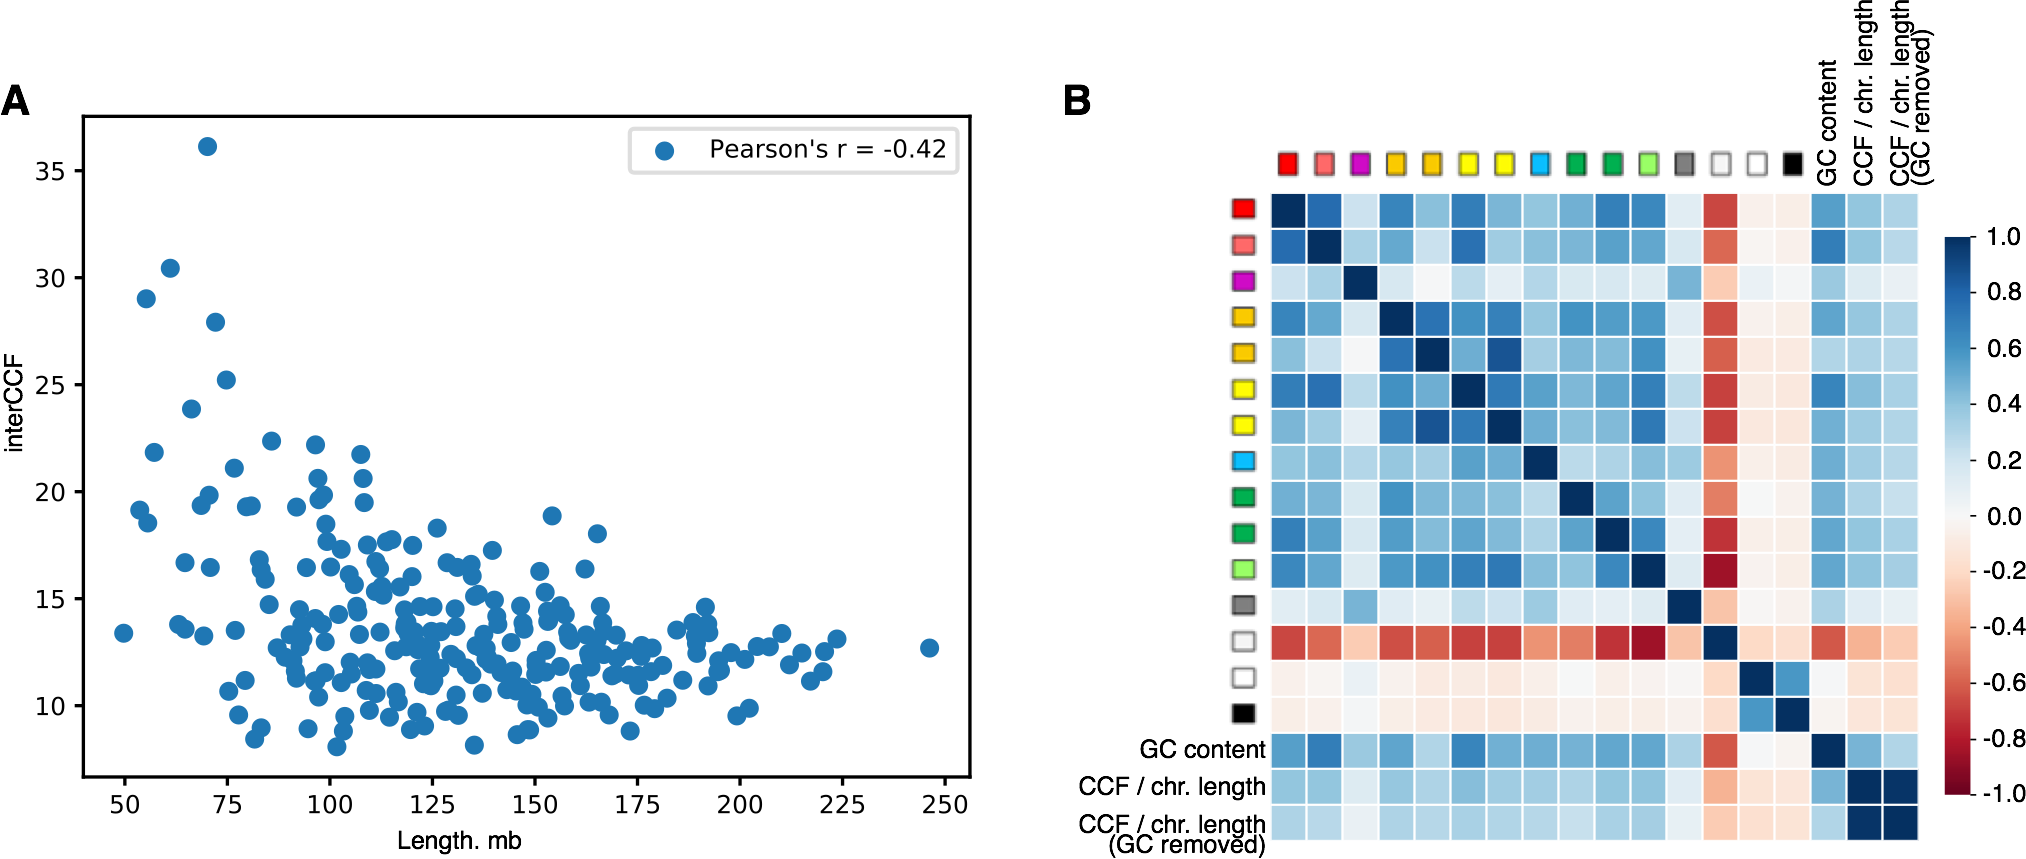 A
B
Pearson's r = -0.42
35
30
25
20
15
10
interCCF
50
75
100
125
150
175
200
225
250
Length. mb
GC content
CCF / chr. length
CCF / chr. length
(GC removed)
GC content
CCF / chr. length
CCF / chr. length
(GC removed)
1.0
0.8
0.6
0.4
0.2
0.0
-0.2
-0.4
-0.6
-0.8
-1.0